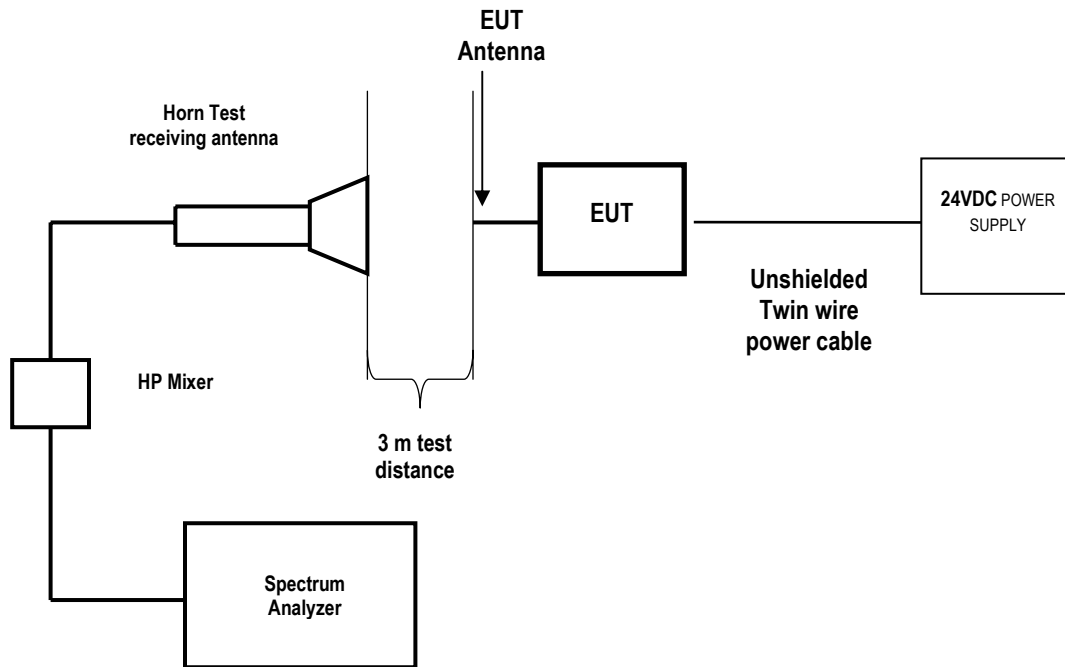 EUT
Antenna
Horn Test
receiving antenna
EUT
24VDC POWER
SUPPLY
Unshielded
Twin wire
power cable
HP Mixer
3 m test
distance
Spectrum
Analyzer